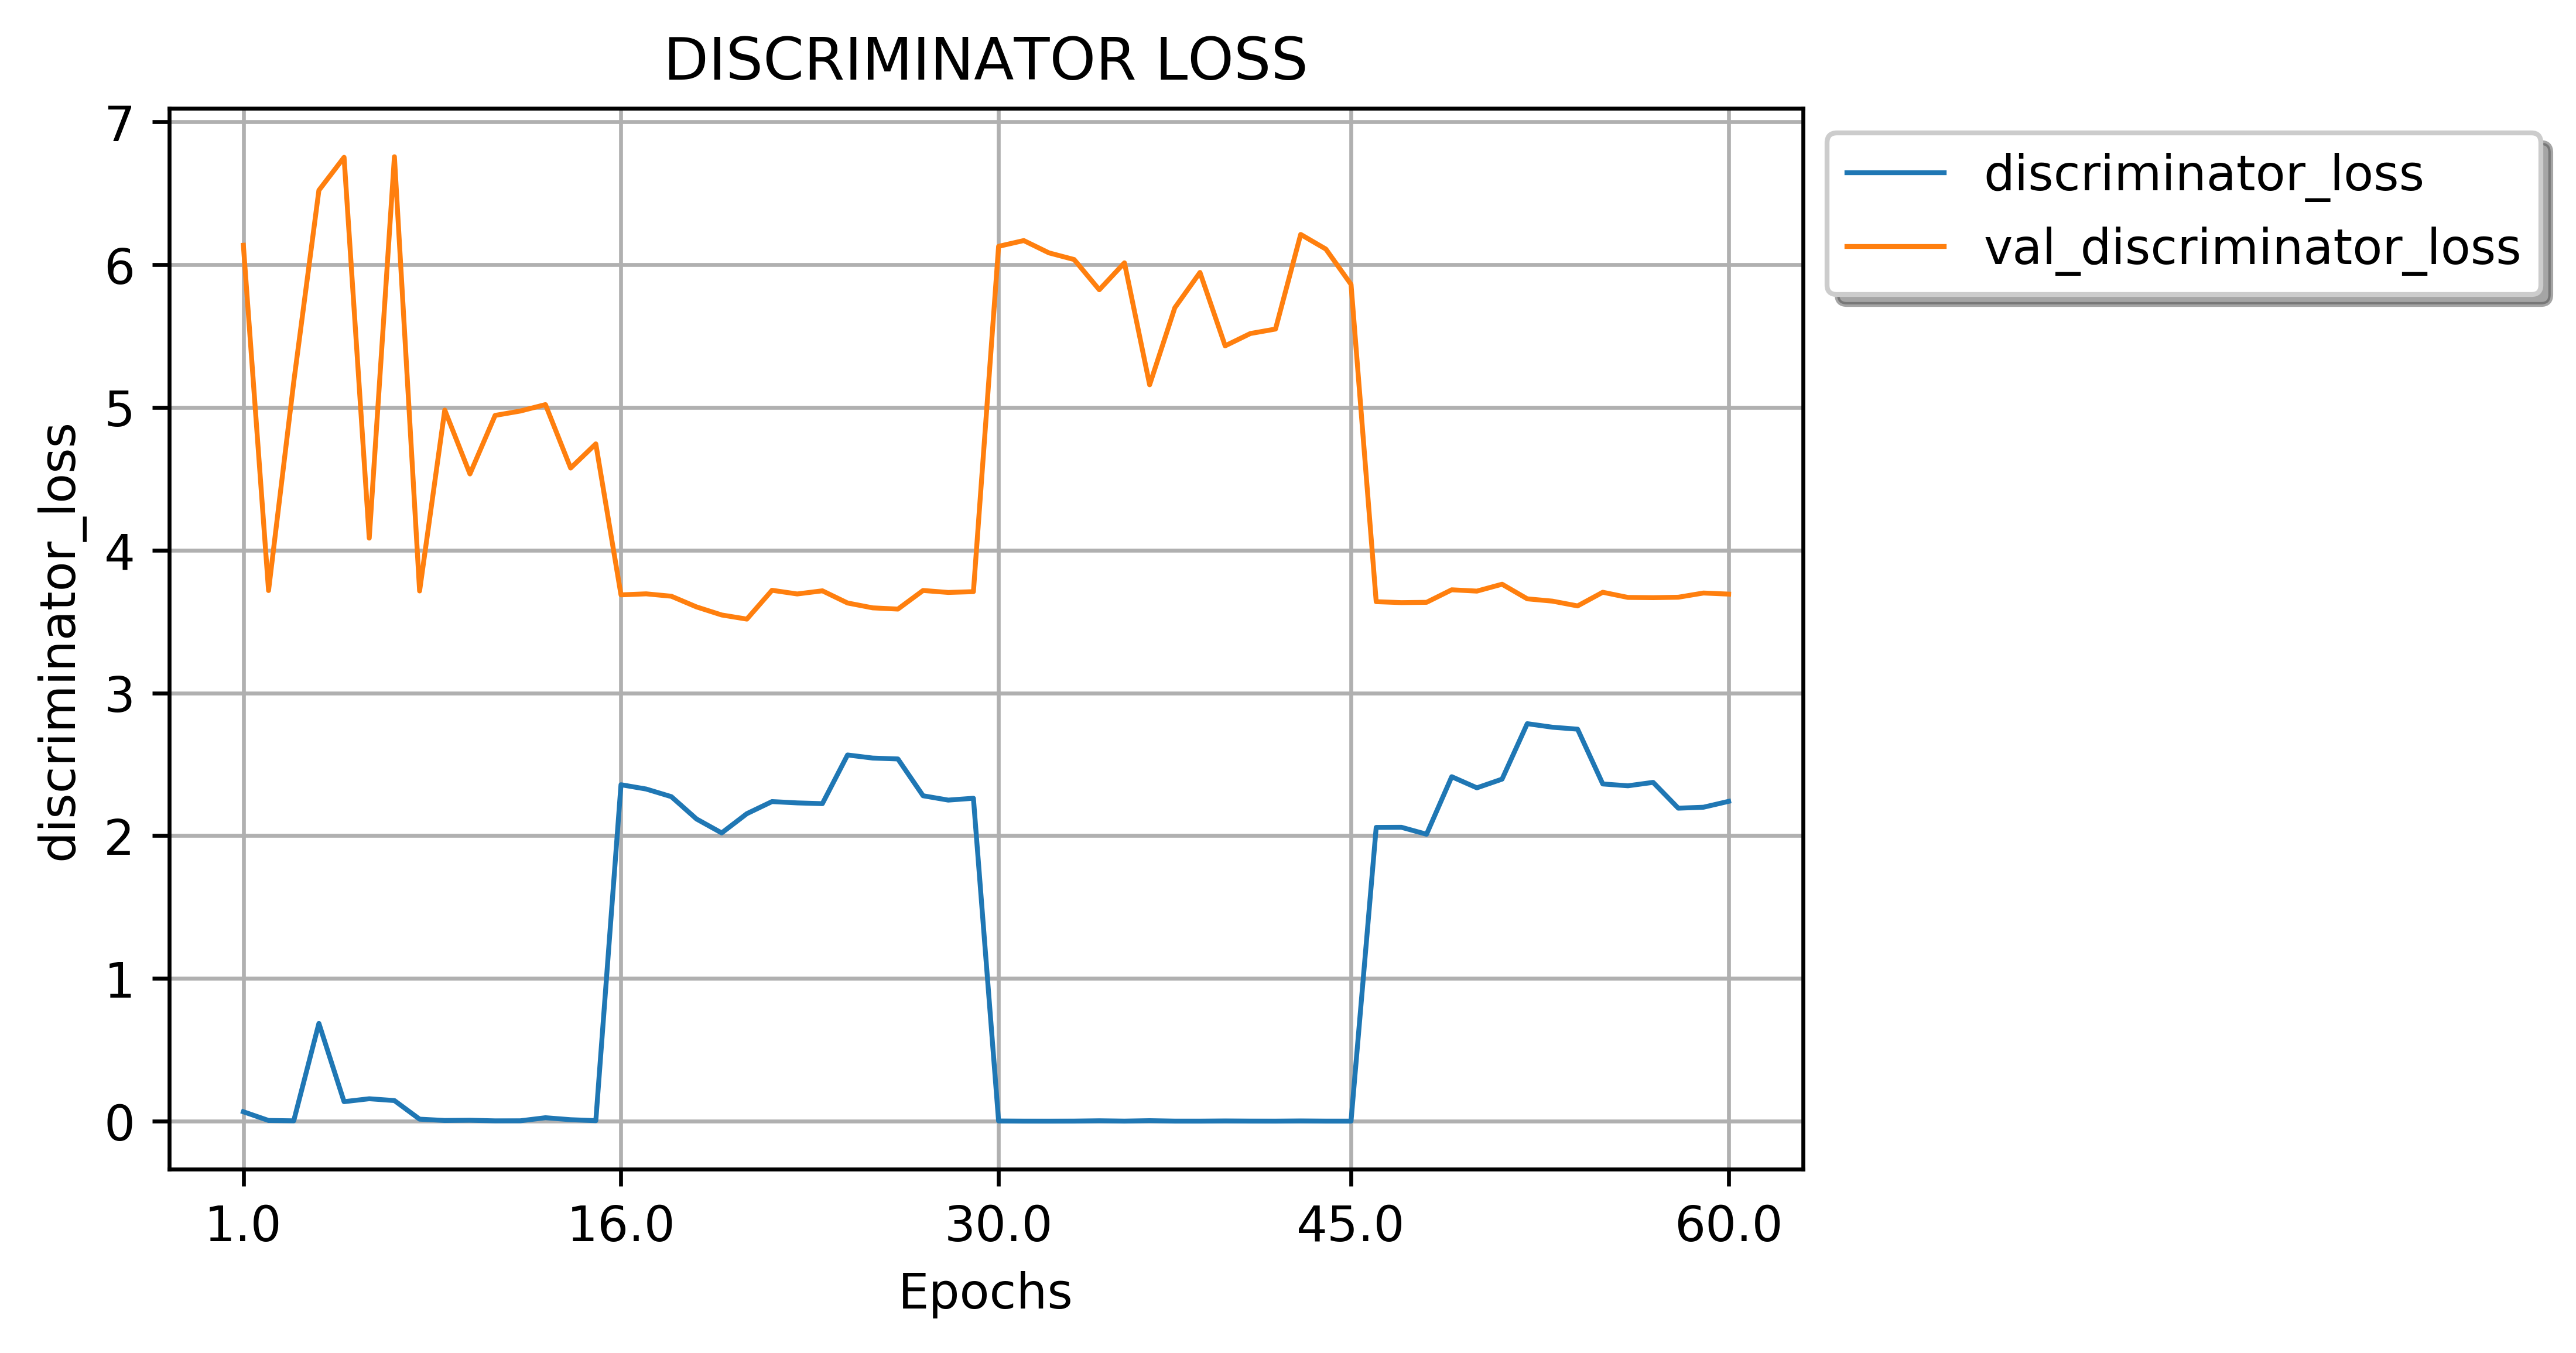 DISCRIMINATOR LOSS
discriminator_loss
val_discriminator_loss
discriminator_loss
7
6
5
4
3
2
1
0
1.0 16.0 30.0 45.0 60.0
Epochs